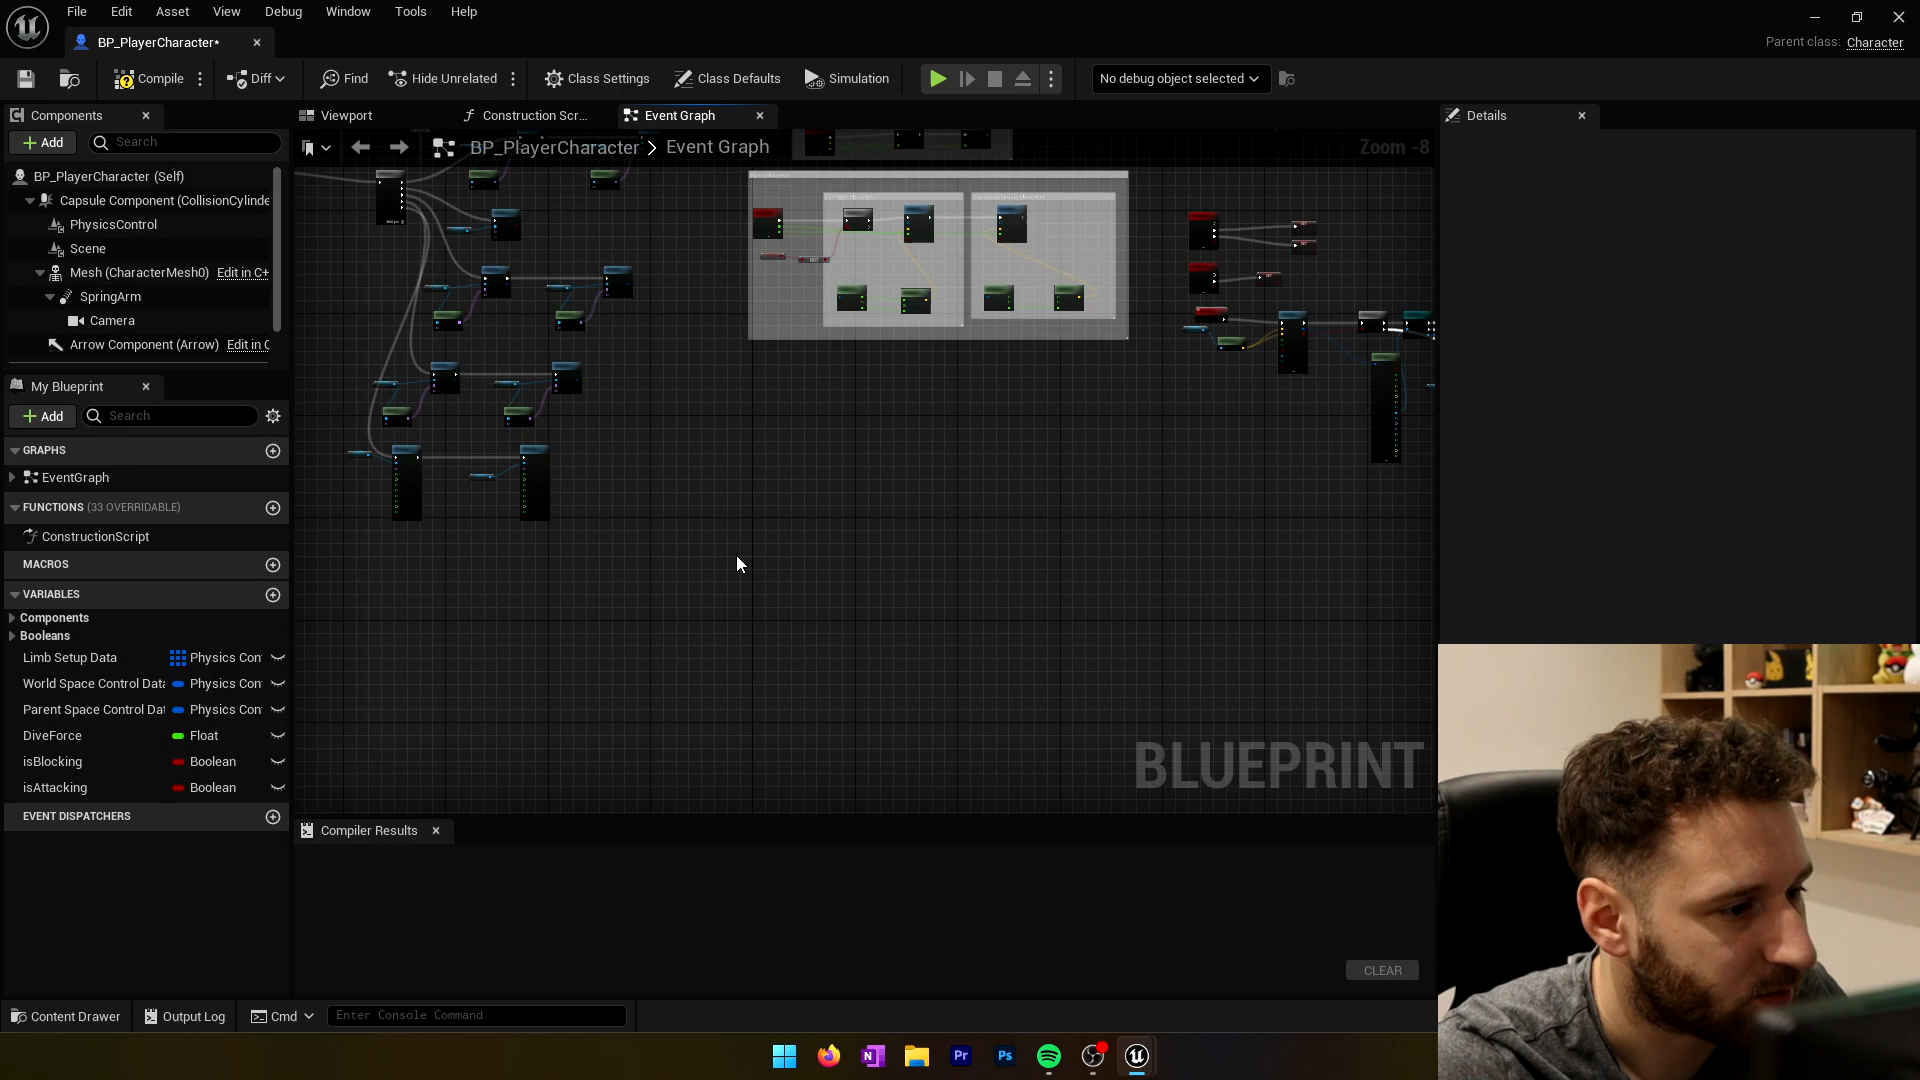 File Edit Asset View Debug Window Tools Help
BP_PlayerCharacter*
Parent class: Character
Compile Diff Find Hide Unrelated Class Settings Class Defaults Simulation No debug object selected
Components
Viewport Construction Scr... Event Graph
Details
Add Search
BP_PlayerCharacter > Event Graph
Zoom -8
BP_PlayerCharacter (Self)
Capsule Component (CollisionCylinde
PhysicsControl
Scene
Mesh (CharacterMesh0) Edit in C+
SpringArm
Camera
Arrow Component (Arrow) Edit in C
My Blueprint
Add Search
GRAPHS
EventGraph
FUNCTIONS (33 OVERRIDABLE)
ConstructionScript
MACROS
VARIABLES
Components
Booleans
Limb Setup Data Physics Con
World Space Control Data Physics Con
Parent Space Control Dat Physics Con
DiveForce Float
isBlocking Boolean
isAttacking Boolean
EVENT DISPATCHERS
BLUEPRINT
Compiler Results
CLEAR
Content Drawer Output Log Cmd Enter Console Command